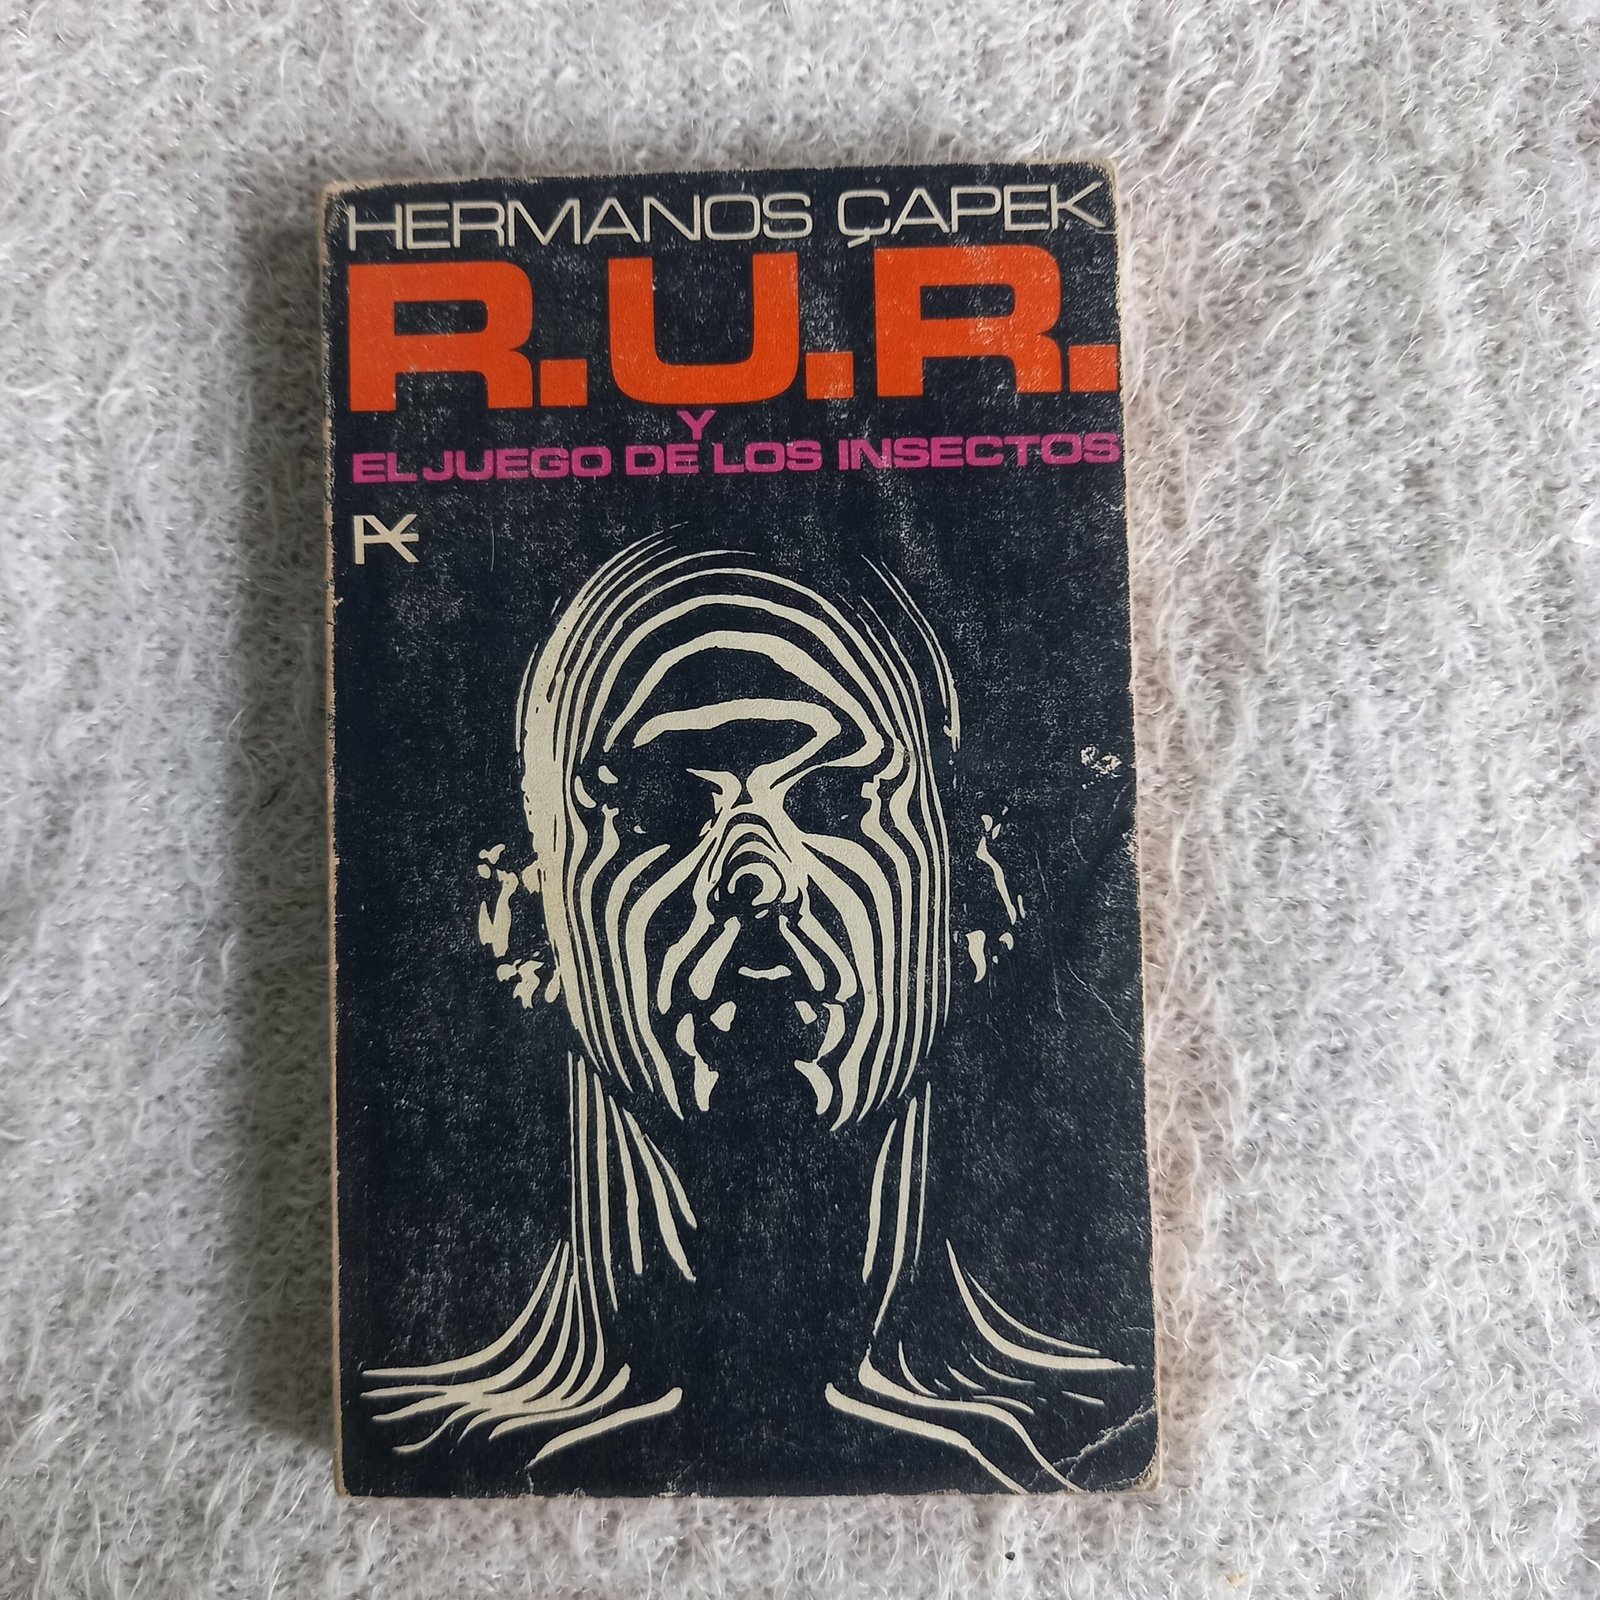 HERMANOS ÇAPEK
R.U.R.
Y
EL JUEGO DE LOS INSECTOS